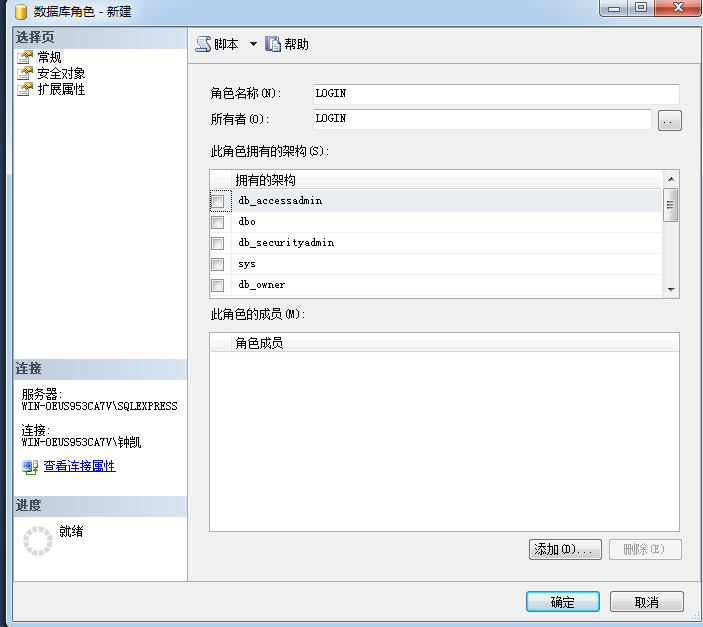 数据库角色 - 新建
选择页
常规
安全对象
扩展属性
脚本
帮助
角色名称(N):
LOGIN
所有者(O):
LOGIN
..
此角色拥有的架构(S):
拥有的架构
db_accessadmin
dbo
db_securityadmin
sys
db_owner
此角色的成员(M):
角色成员
连接
服务器:
WIN-OEUS953CA7V\SQLEXPRESS
连接:
WIN-OEUS953CA7V\钟凯
查看连接属性
进度
就绪
添加(D)...
删除(E)
确定
取消